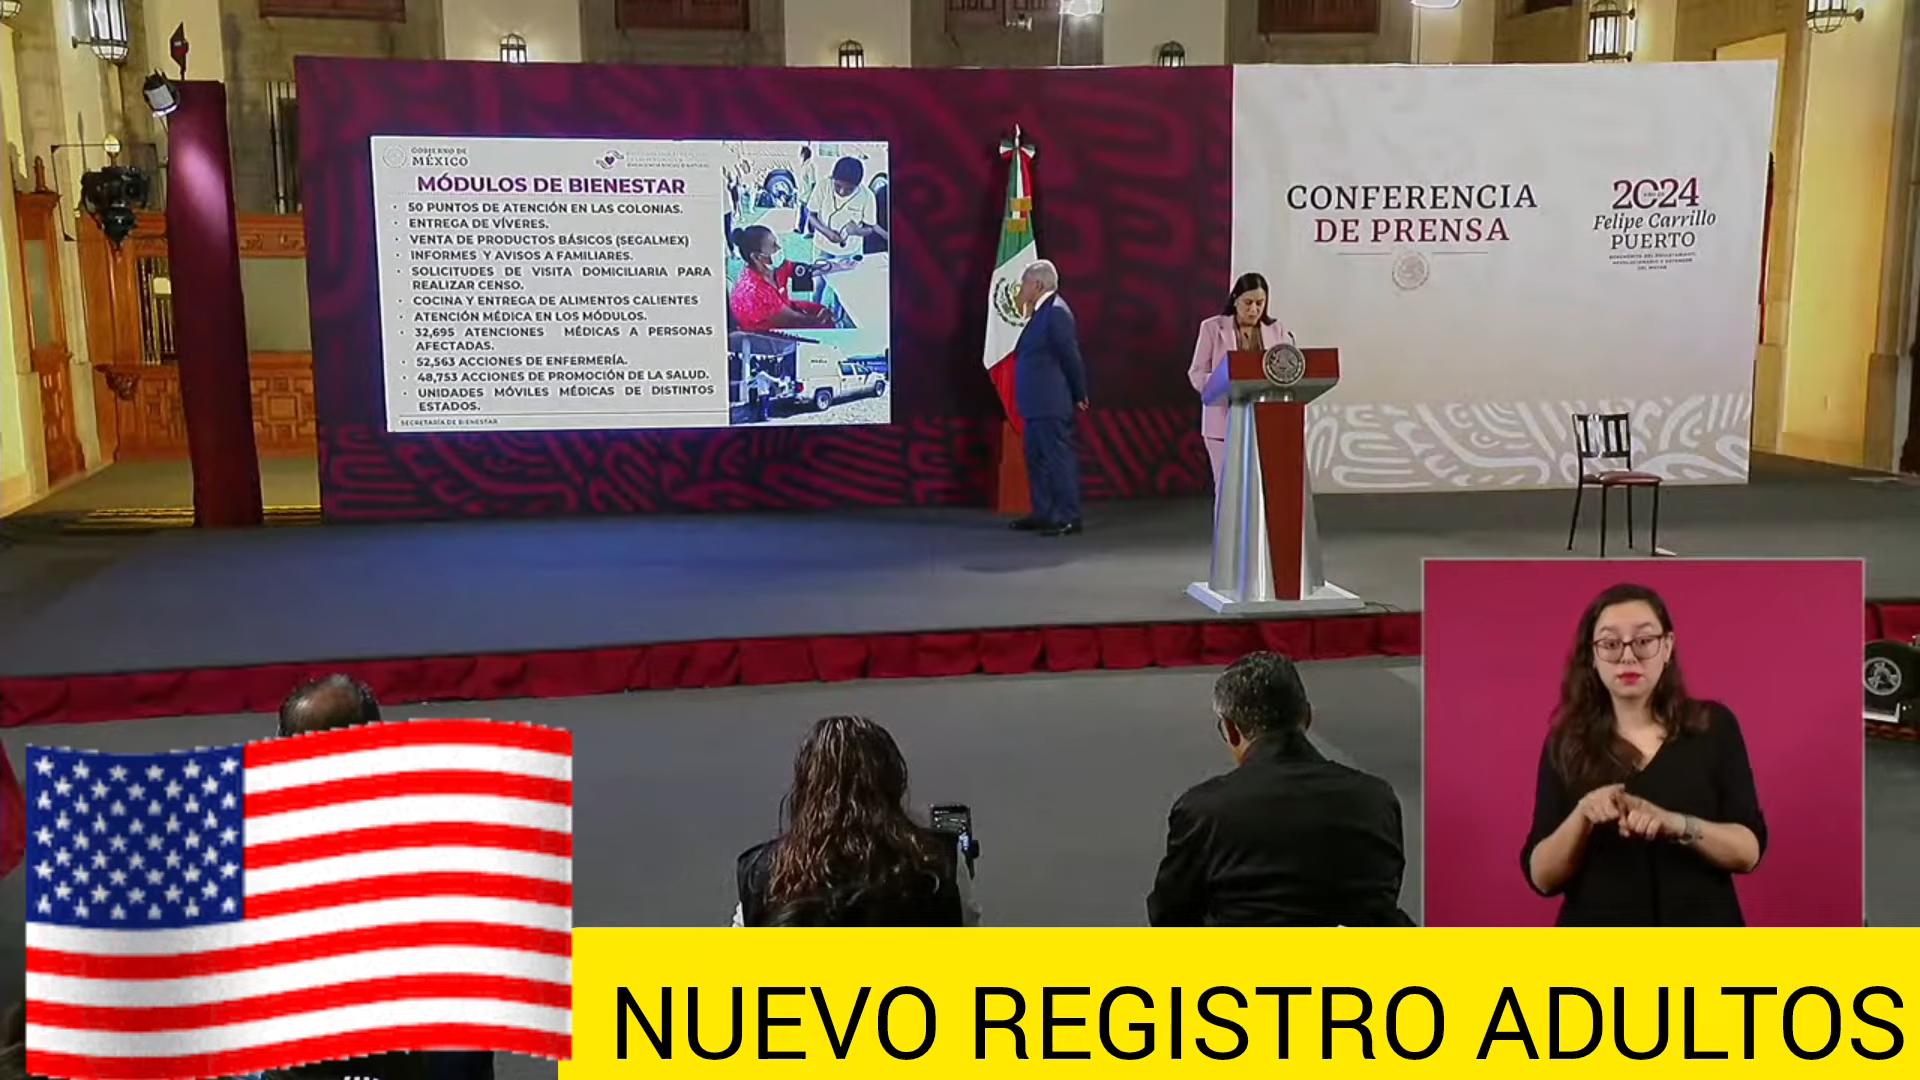 GOBIERNO DE
MÉXICO
MÓDULOS DE BIENESTAR
• 50 PUNTOS DE ATENCIÓN EN LAS COLONIAS.
• ENTREGA DE VÍVERES.
• VENTA DE PRODUCTOS BÁSICOS (SEGALMEX)
• INFORMES Y AVISOS A FAMILIARES.
• SOLICITUDES DE VISITA DOMICILIARIA PARA
REALIZAR CENSO.
• COCINA Y ENTREGA DE ALIMENTOS CALIENTES
• ATENCIÓN MÉDICA EN LOS MÓDULOS.
• 32,695 ATENCIONES MÉDICAS A PERSONAS
AFECTADAS.
• 52,563 ACCIONES DE ENFERMERÍA.
• 48,753 ACCIONES DE PROMOCIÓN DE LA SALUD.
• UNIDADES MÓVILES MÉDICAS DE DISTINTOS
ESTADOS.
SECRETARÍA DE BIENESTAR
CONFERENCIA
DE PRENSA
2024
Felipe Carrillo
PUERTO
NUEVO REGISTRO ADULTOS